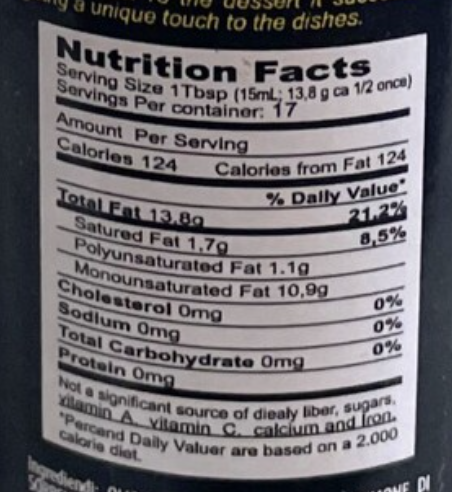 a unique touch to the dishes.
Nutrition Facts
Serving Size 1Tbsp (15mL; 13,8 g ca 1/2 once)
Servings Per container: 17
Amount Per Serving
Calories 124 Calories from Fat 124
% Daily Value*
Total Fat 13.8g 21.2%
Satured Fat 1.7g 8,5%
Polyunsaturated Fat 1.1g
Monounsaturated Fat 10,9g
Cholesterol 0mg 0%
Sodium 0mg 0%
Total Carbohydrate 0mg 0%
Protein 0mg
Not a significant source of diealy liber, sugars,
vitamin A, vitamin C, calcium and Iron.
*Percend Daily Valuer are based on a 2.000
calorie diet.
Ingredienti: DI